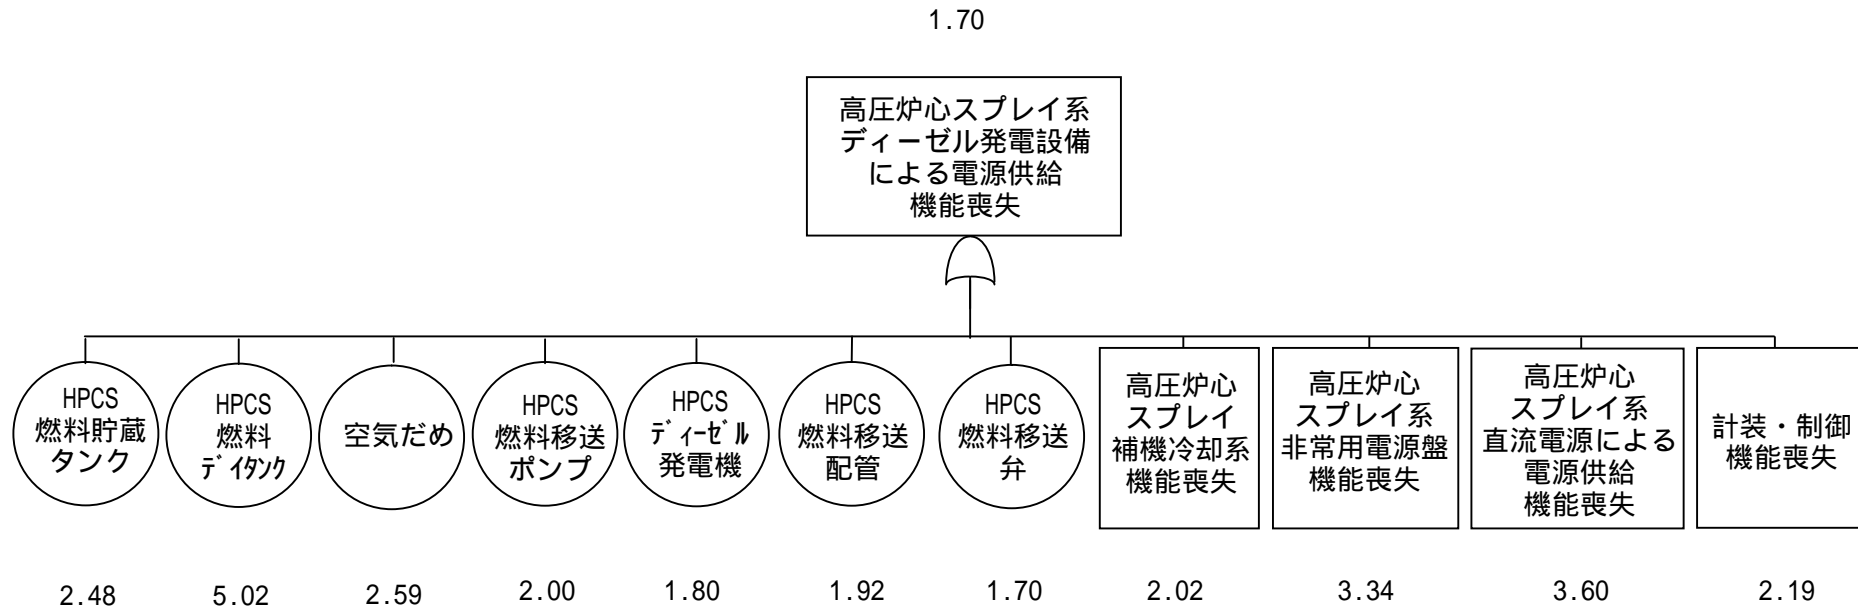 1.70
高圧炉心スプレイ系
ディーゼル発電設備
による電源供給
機能喪失
HPCS
燃料貯蔵
タンク
HPCS
燃料
ﾃﾞｲﾀﾝｸ
空気だめ
HPCS
燃料移送
ポンプ
HPCS
ﾃﾞｨｰｾﾞﾙ
発電機
HPCS
燃料移送
配管
HPCS
燃料移送
弁
高圧炉心
スプレイ
補機冷却系
機能喪失
高圧炉心
スプレイ系
非常用電源盤
機能喪失
高圧炉心
スプレイ系
直流電源による
電源供給
機能喪失
計装・制御
機能喪失
2.48
5.02
2.59
2.00
1.80
1.92
1.70
2.02
3.34
3.60
2.19